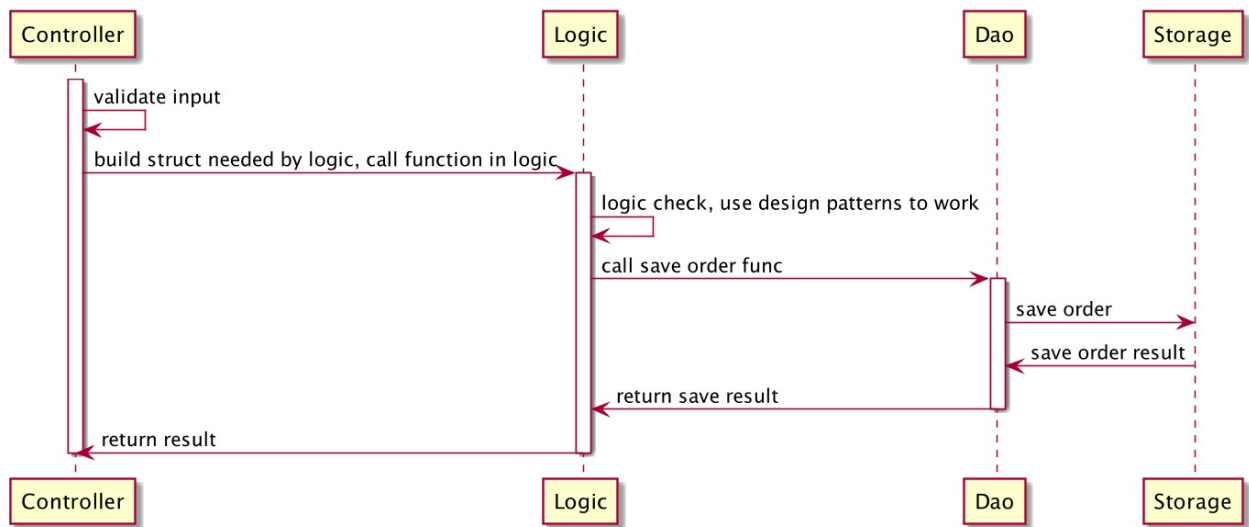 Controller
Logic
Dao
Storage
validate input
build struct needed by logic, call function in logic
logic check, use design patterns to work
call save order func
save order
save order result
return save result
return result
Controller
Logic
Dao
Storage